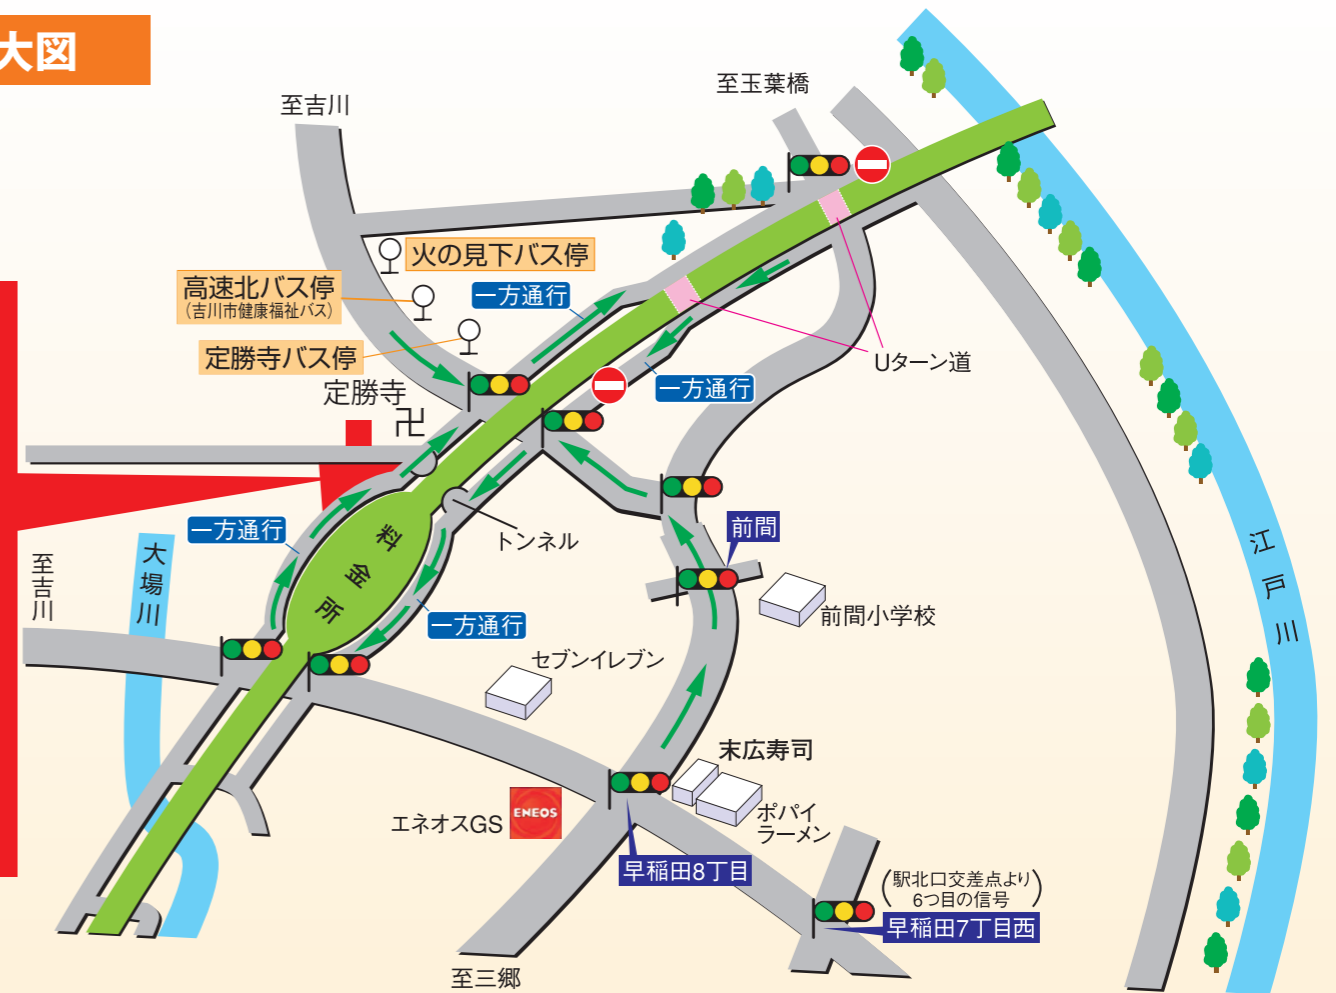 大図
至玉葉橋
至吉川
火の見下バス停
高速北バス停
(吉川市健康福祉バス)
一方通行
定勝寺バス停
Uターン道
一方通行
定勝寺
卍
一方通行
トンネル
前間
料金所
至吉川
大場川
江戸川
一方通行
前間小学校
セブンイレブン
末広寿司
エネオスGS
ENEOS
ポパイ
ラーメン
早稲田8丁目
(駅北口交差点より
6つ目の信号)
早稲田7丁目西
至三郷